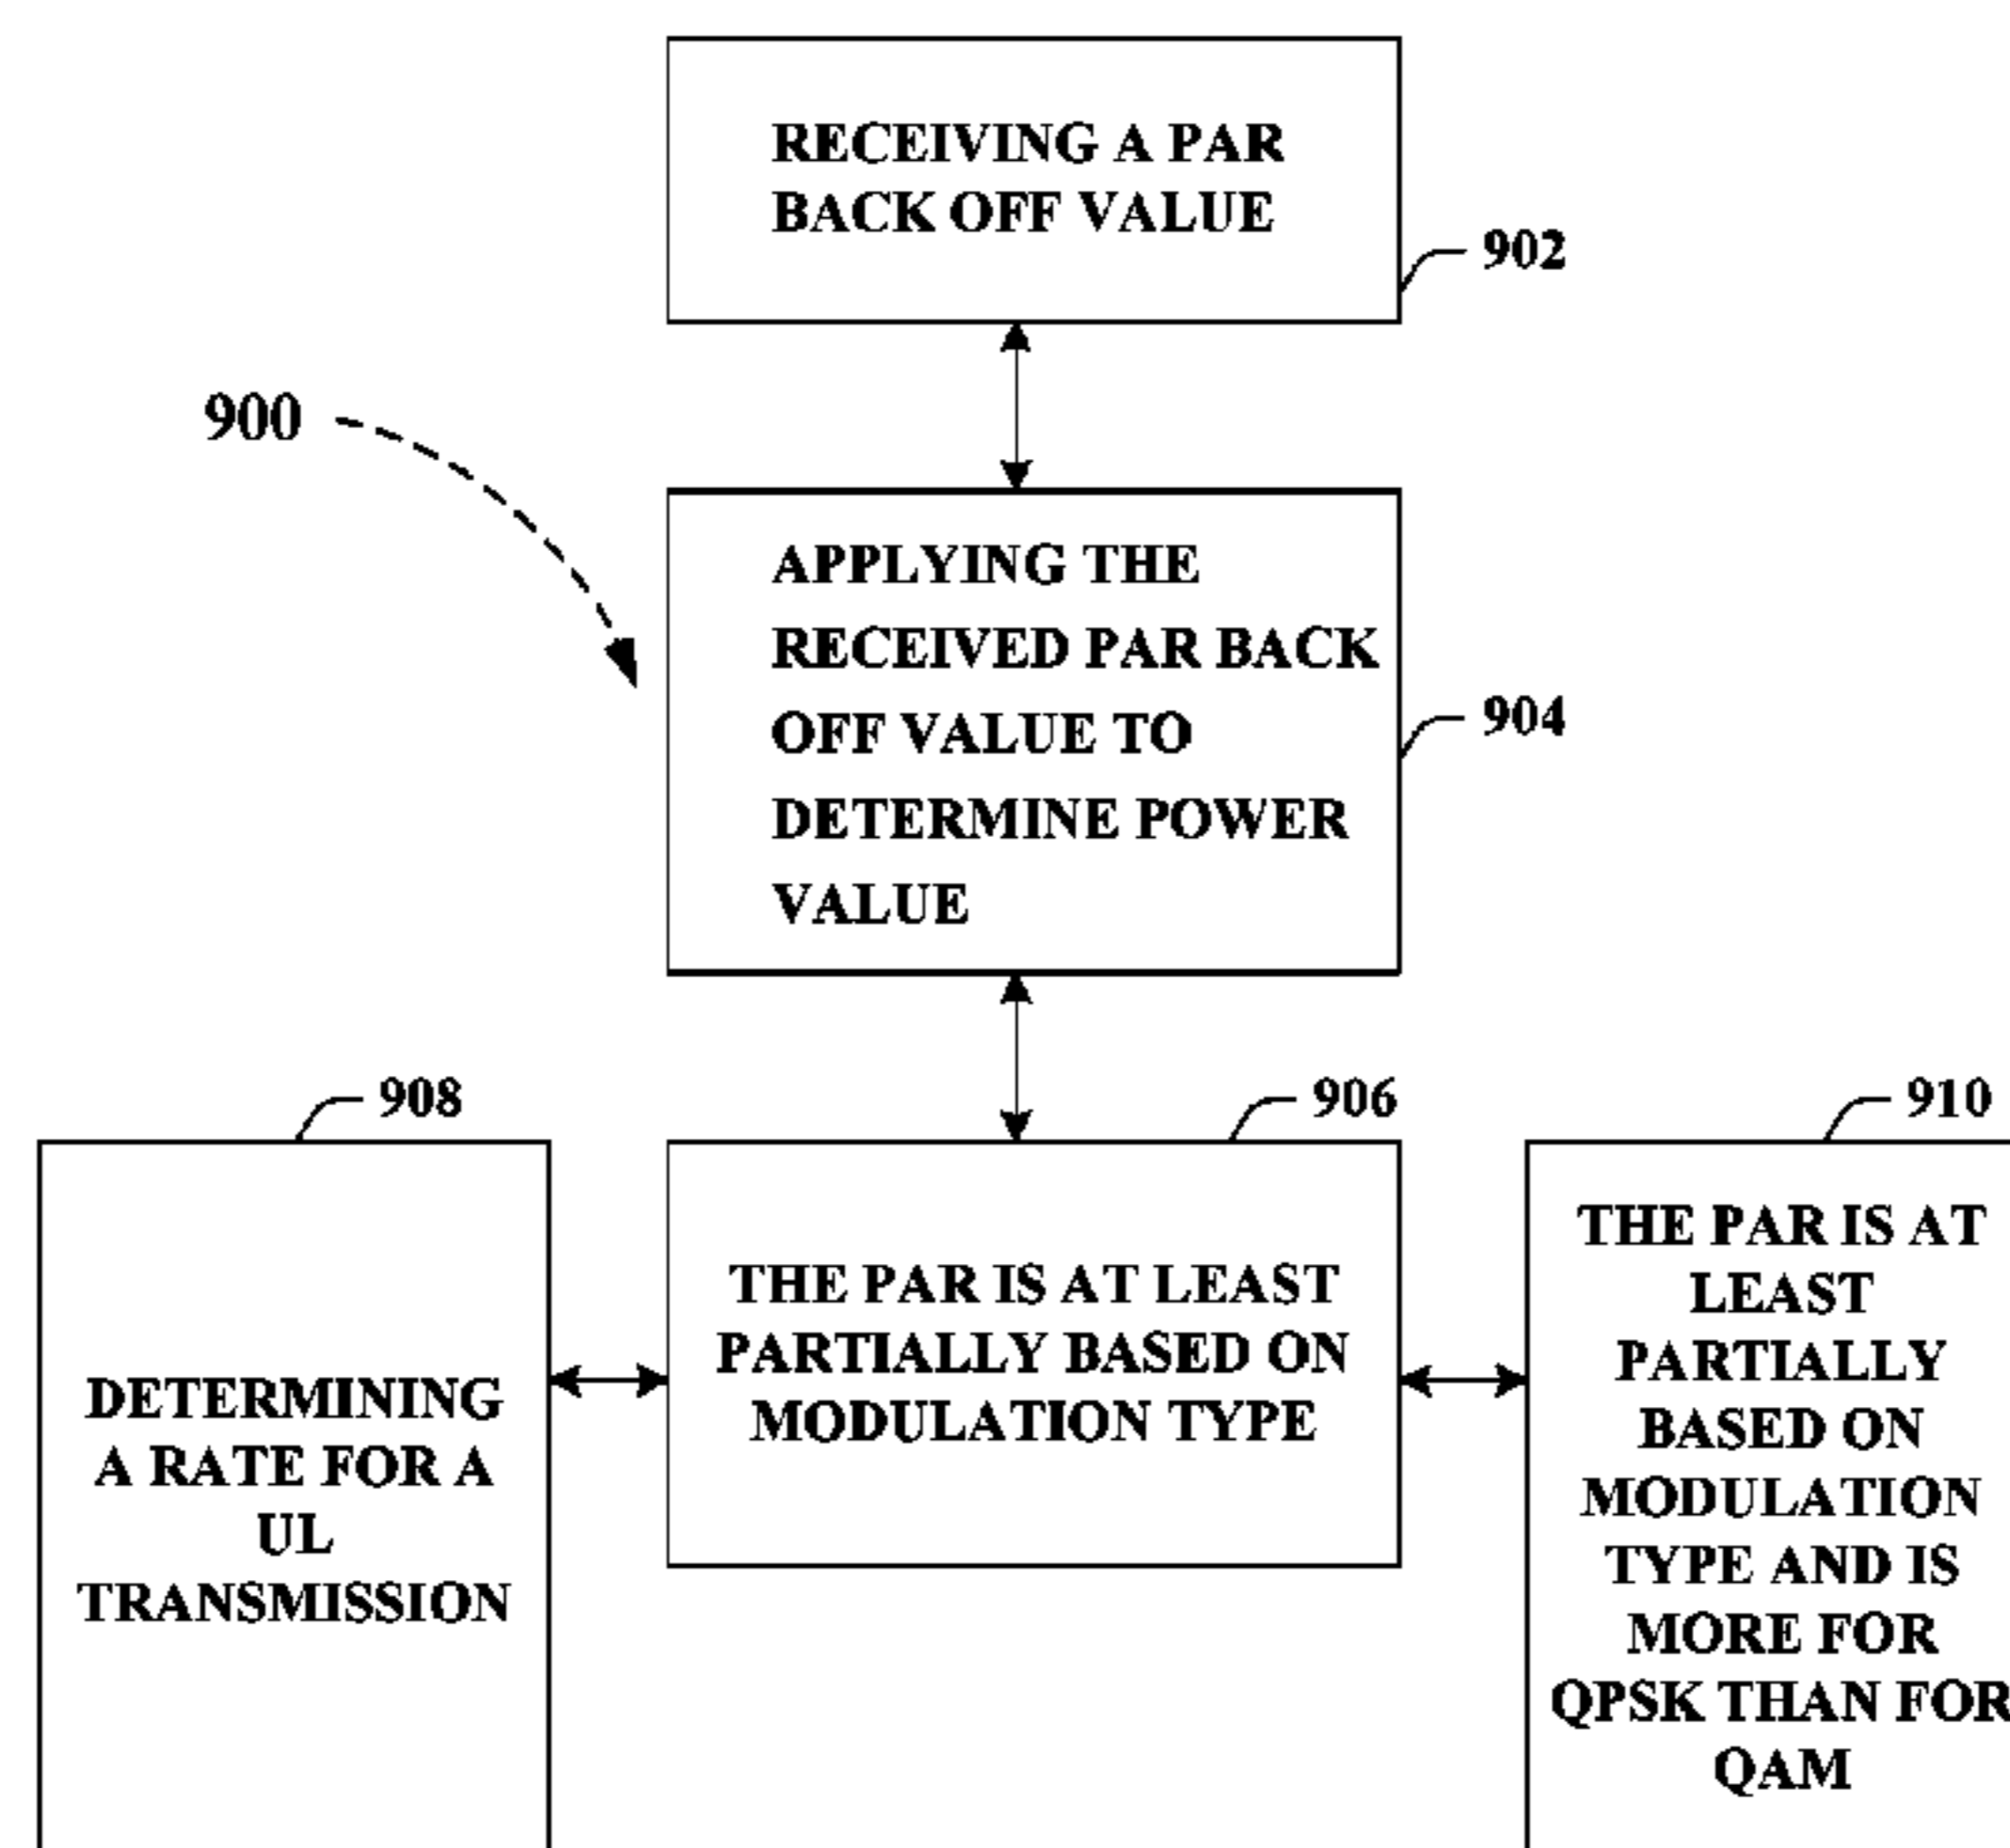 RECEIVING A PAR
BACK OFF VALUE
902
900
APPLYING THE
RECEIVED PAR BACK
OFF VALUE TO
DETERMINE POWER
VALUE
904
908
906
910
DETERMINING
A RATE FOR A
UL
TRANSMISSION
THE PAR IS AT LEAST
PARTIALLY BASED ON
MODULATION TYPE
THE PAR IS AT
LEAST
PARTIALLY
BASED ON
MODULATION
TYPE AND IS
MORE FOR
QPSK THAN FOR
QAM